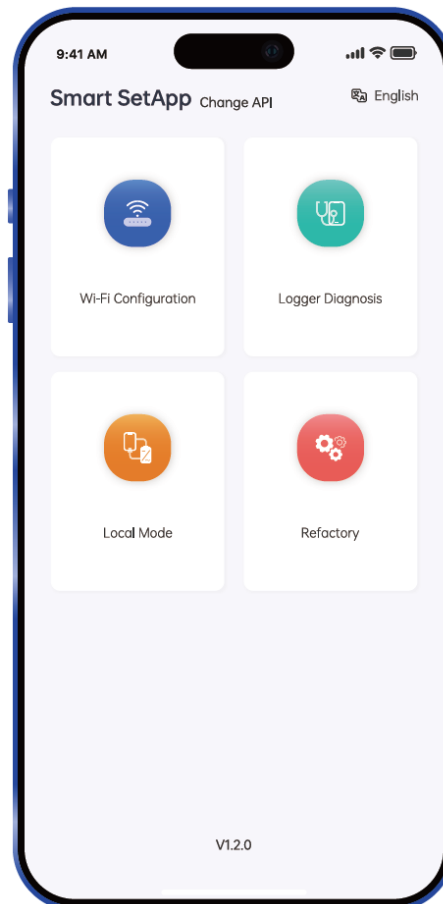 9:41 AM
Smart SetApp Change API English
Wi-Fi Configuration Logger Diagnosis
Local Mode Refactory
V1.2.0